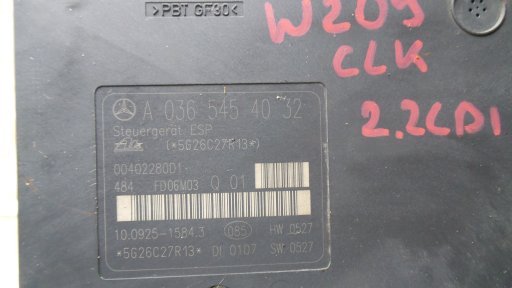 >PBT GF30<
W209
CLK
2.2CDI
A 036 545 40 32
Steuergerät ESP
Ate (*5G26C27R13*)
00402280D1
484 FD06M03 Q 01
10.0925-1584.3 085 HW 0527
*5G26C27R13* DI 0107 SW 0527